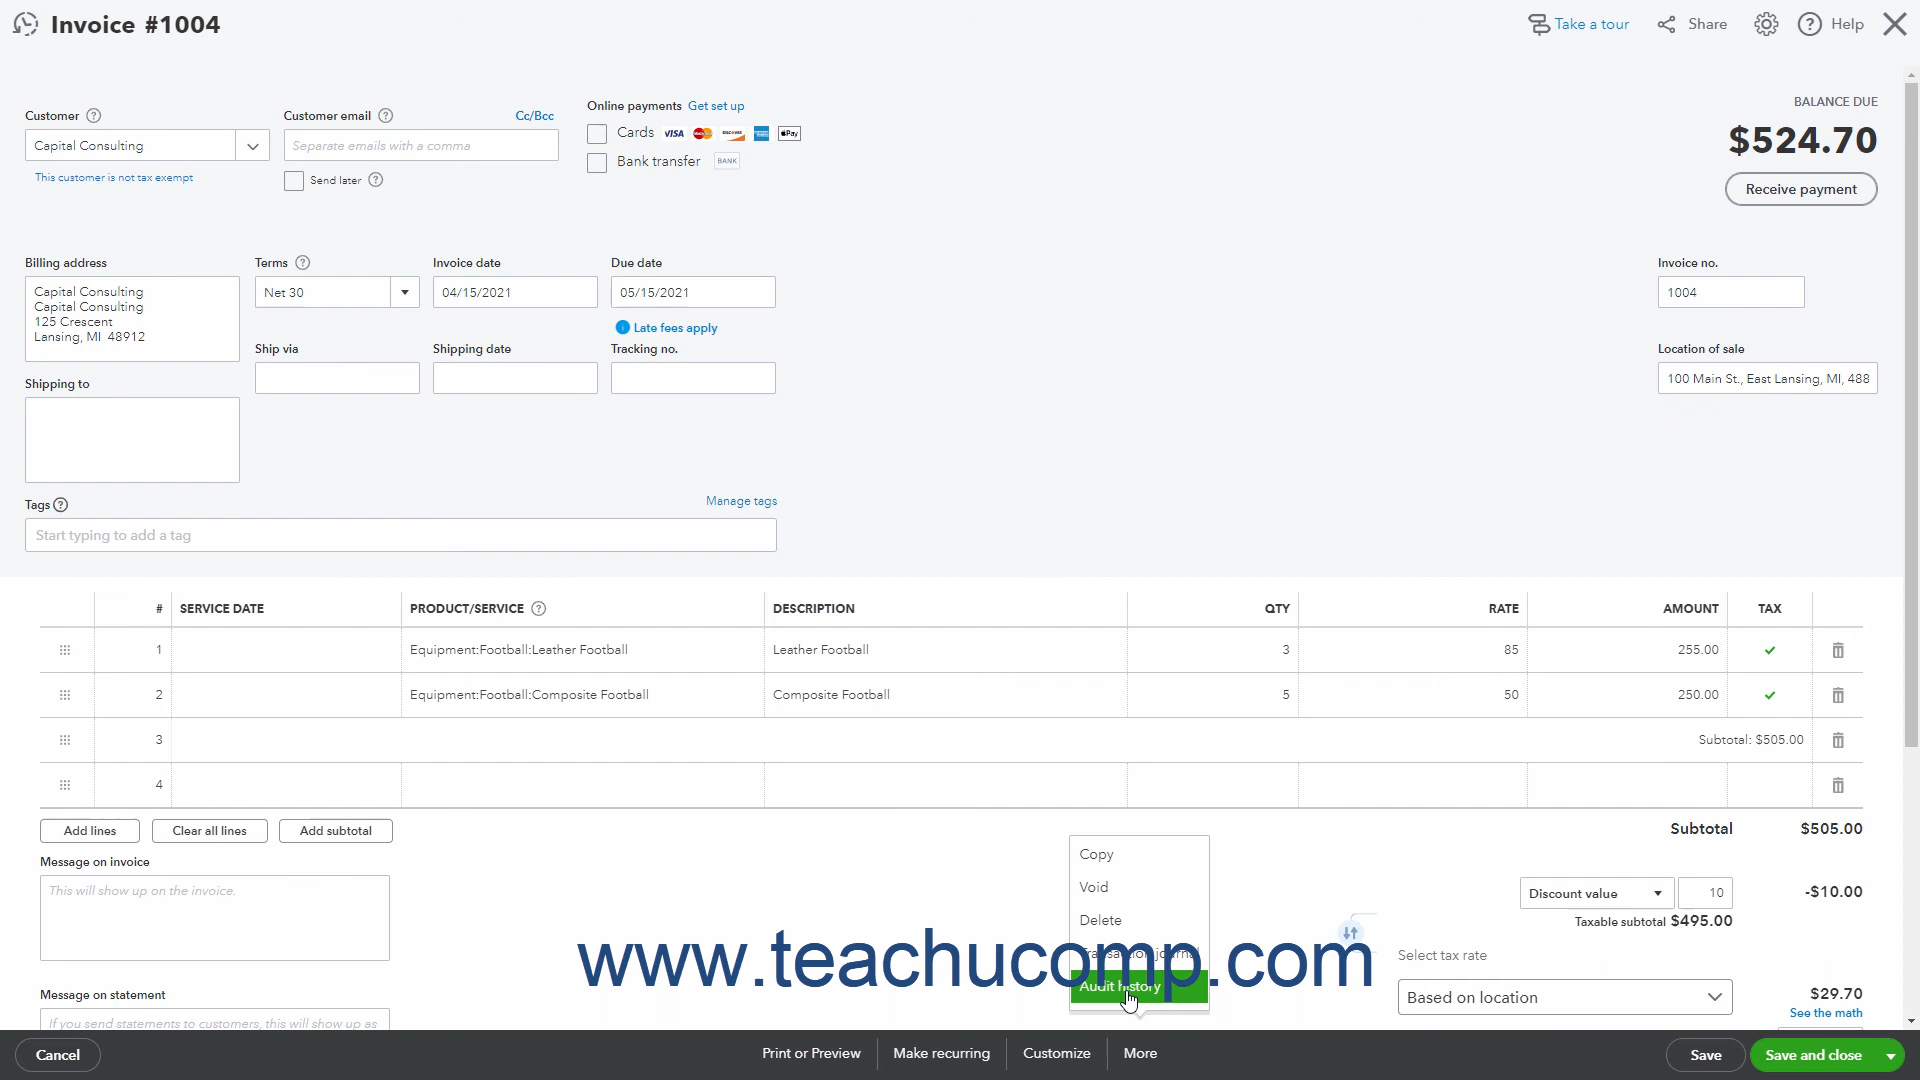 Invoice #1004
Take a tour
Share
Help
Customer
Capital Consulting
This customer is not tax exempt
Customer email
Cc/Bcc
Separate emails with a comma
Send later
Online payments Get set up
Cards VISA DISCOVER Pay
Bank transfer BANK
BALANCE DUE
$524.70
Receive payment
Billing address
Capital Consulting
Capital Consulting
125 Crescent
Lansing, MI 48912
Terms
Net 30
Invoice date
04/15/2021
Due date
05/15/2021
Late fees apply
Invoice no.
1004
Ship via
Shipping date
Tracking no.
Location of sale
100 Main St., East Lansing, MI, 488
Shipping to
Tags
Manage tags
Start typing to add a tag
# SERVICE DATE PRODUCT/SERVICE DESCRIPTION QTY RATE AMOUNT TAX
1 Equipment:Football:Leather Football Leather Football 3 85 255.00
2 Equipment:Football:Composite Football Composite Football 5 50 250.00
3 Subtotal: $505.00
4
Add lines
Clear all lines
Add subtotal
Subtotal $505.00
Message on invoice
This will show up on the invoice.
Copy
Void
Delete
Transaction journal
Audit history
www.teachucomp.com
Discount value
10
-$10.00
Taxable subtotal $495.00
Select tax rate
Based on location
$29.70
See the math
Message on statement
If you send statements to customers, this will show up as
Cancel
Print or Preview
Make recurring
Customize
More
Save
Save and close